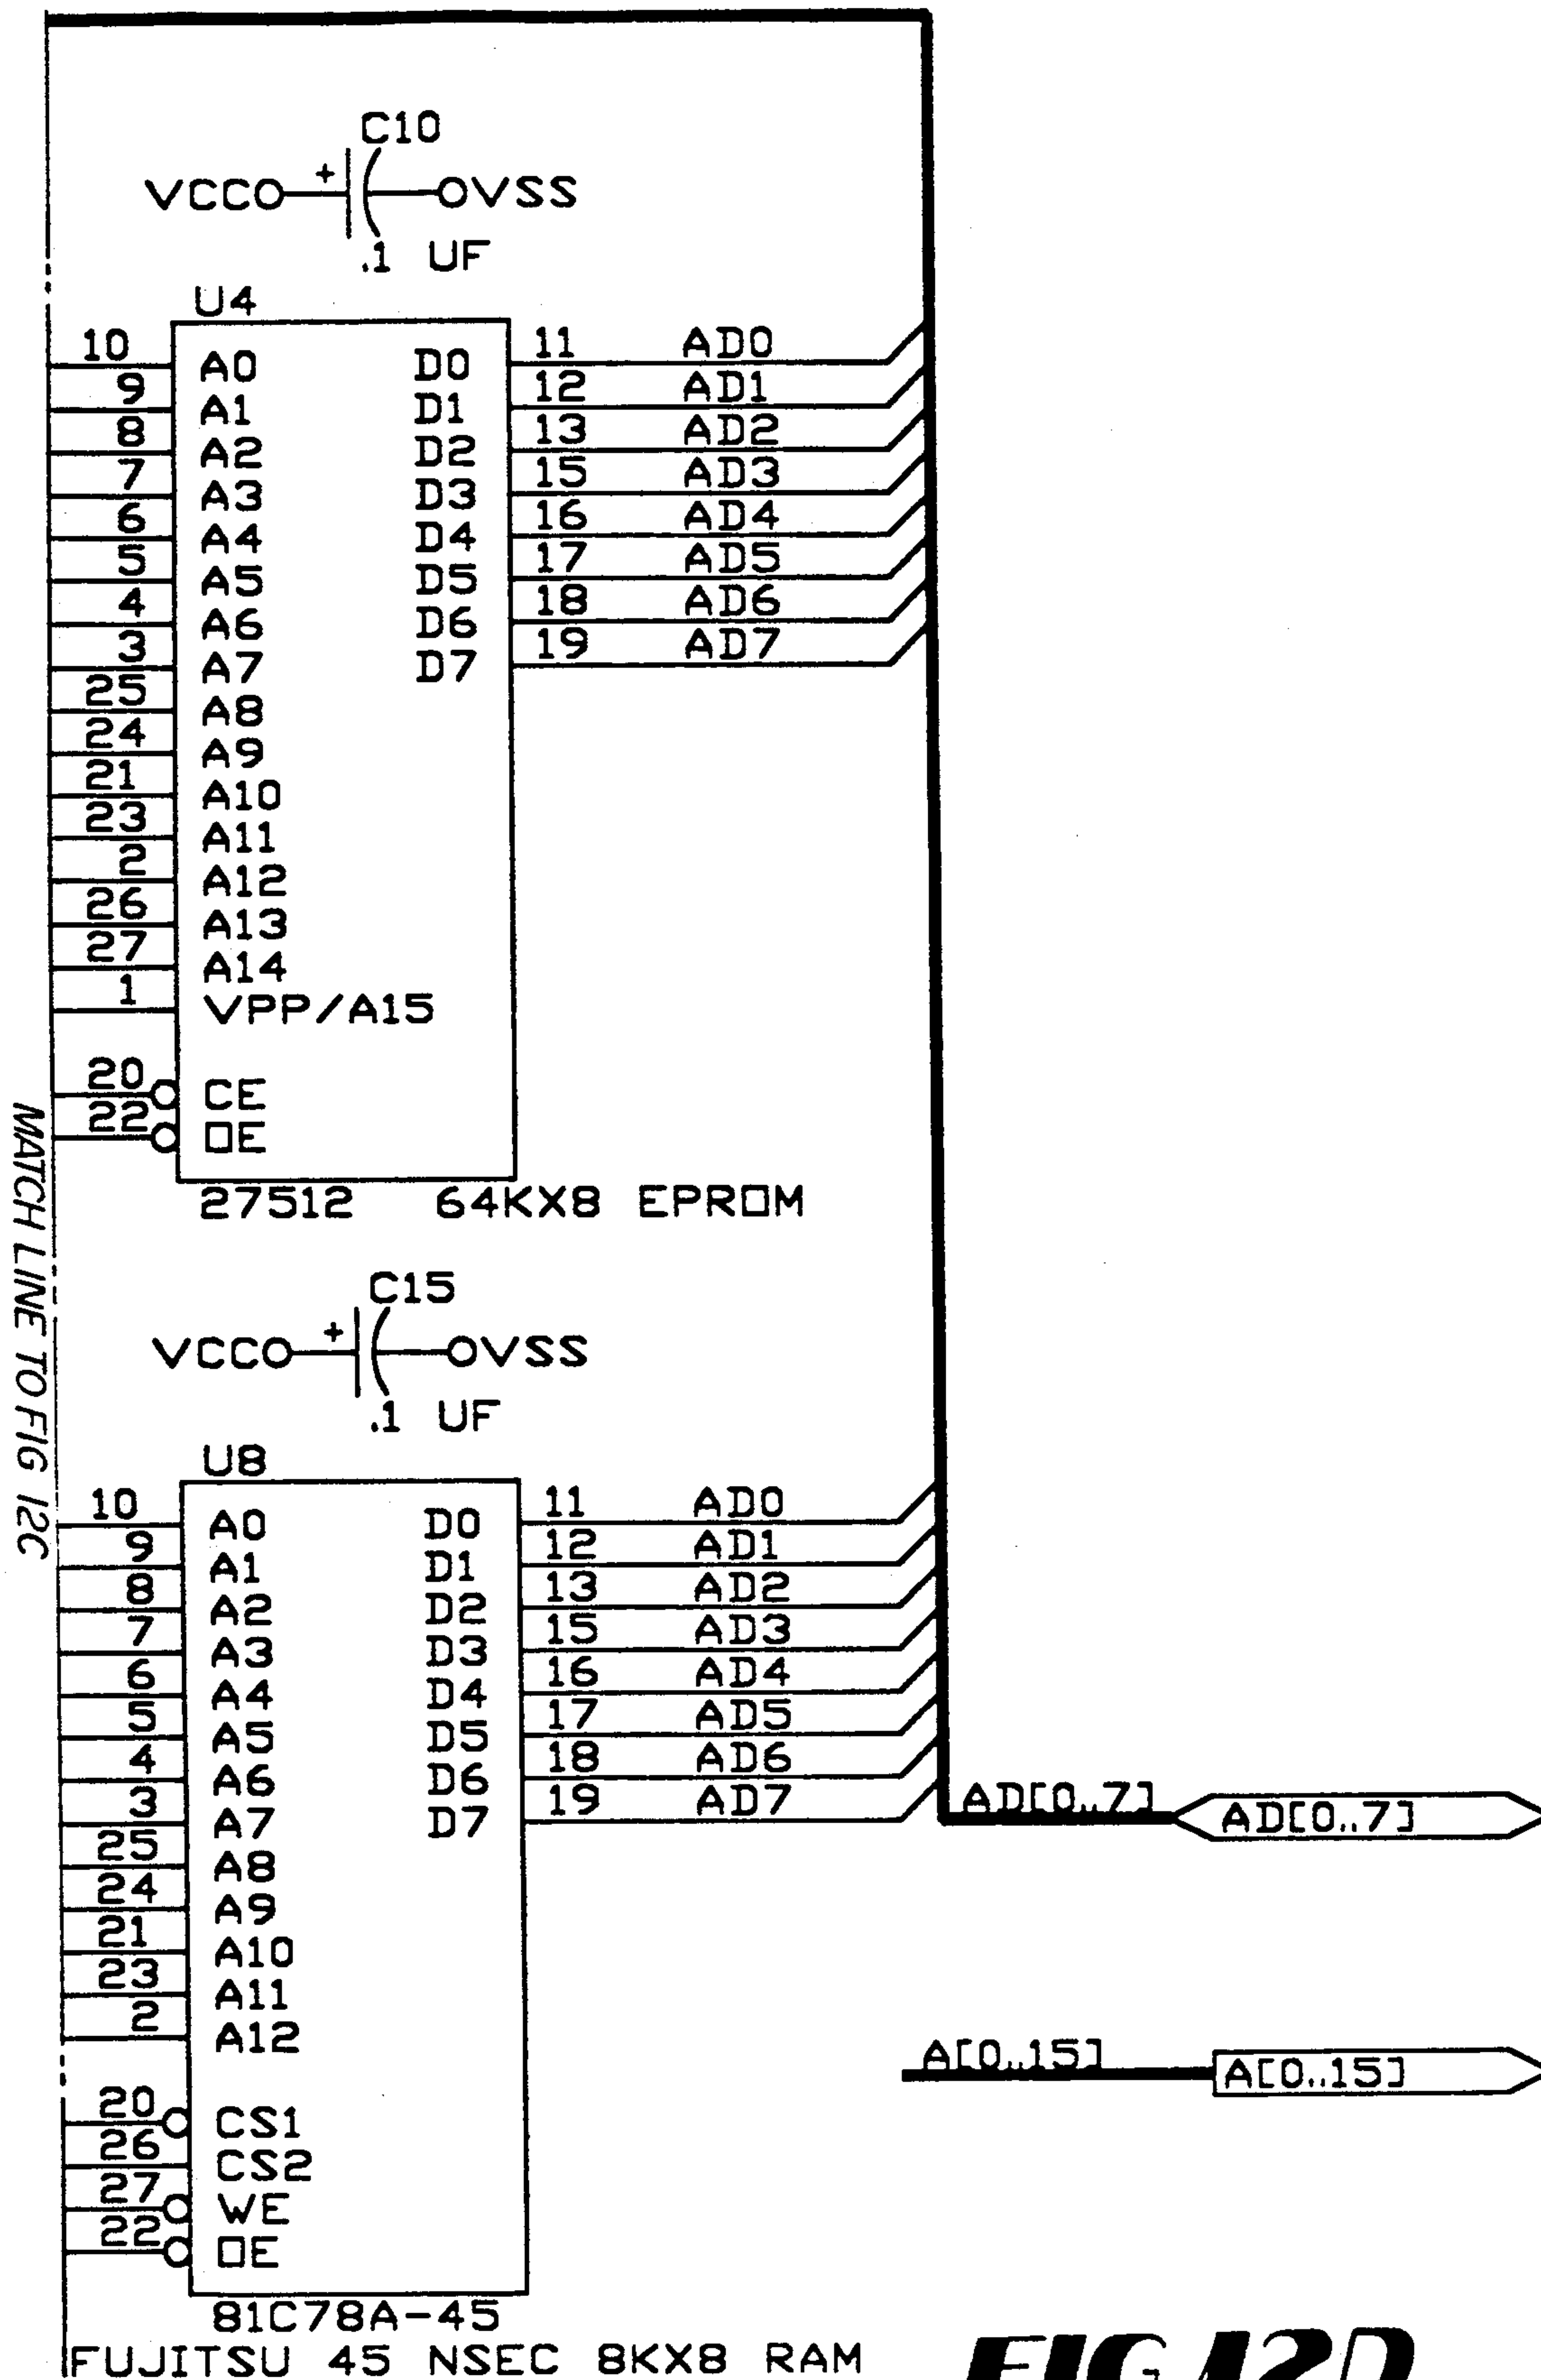 C10
VCC + VSS
.1 UF
U4
10 A0 D0 11 AD0
9 A1 D1 12 AD1
8 A2 D2 13 AD2
7 A3 D3 15 AD3
6 A4 D4 16 AD4
5 A5 D5 17 AD5
4 A6 D6 18 AD6
3 A7 D7 19 AD7
25 A8
24 A9
21 A10
23 A11
2 A12
26 A13
27 A14
1 VPP/A15
20 CE
22 OE
27512 64KX8 EPROM
MATCH LINE TO FIG 12C
C15
VCC + VSS
.1 UF
U8
10 A0 D0 11 AD0
9 A1 D1 12 AD1
8 A2 D2 13 AD2
7 A3 D3 15 AD3
6 A4 D4 16 AD4
5 A5 D5 17 AD5
4 A6 D6 18 AD6
3 A7 D7 19 AD7
AD[0..7] AD[0..7]
25 A8
24 A9
21 A10
23 A11
2 A12
A[0..15] A[0..15]
20 CS1
26 CS2
27 WE
22 OE
81C78A-45
FUJITSU 45 NSEC 8KX8 RAM
FIG. 12D